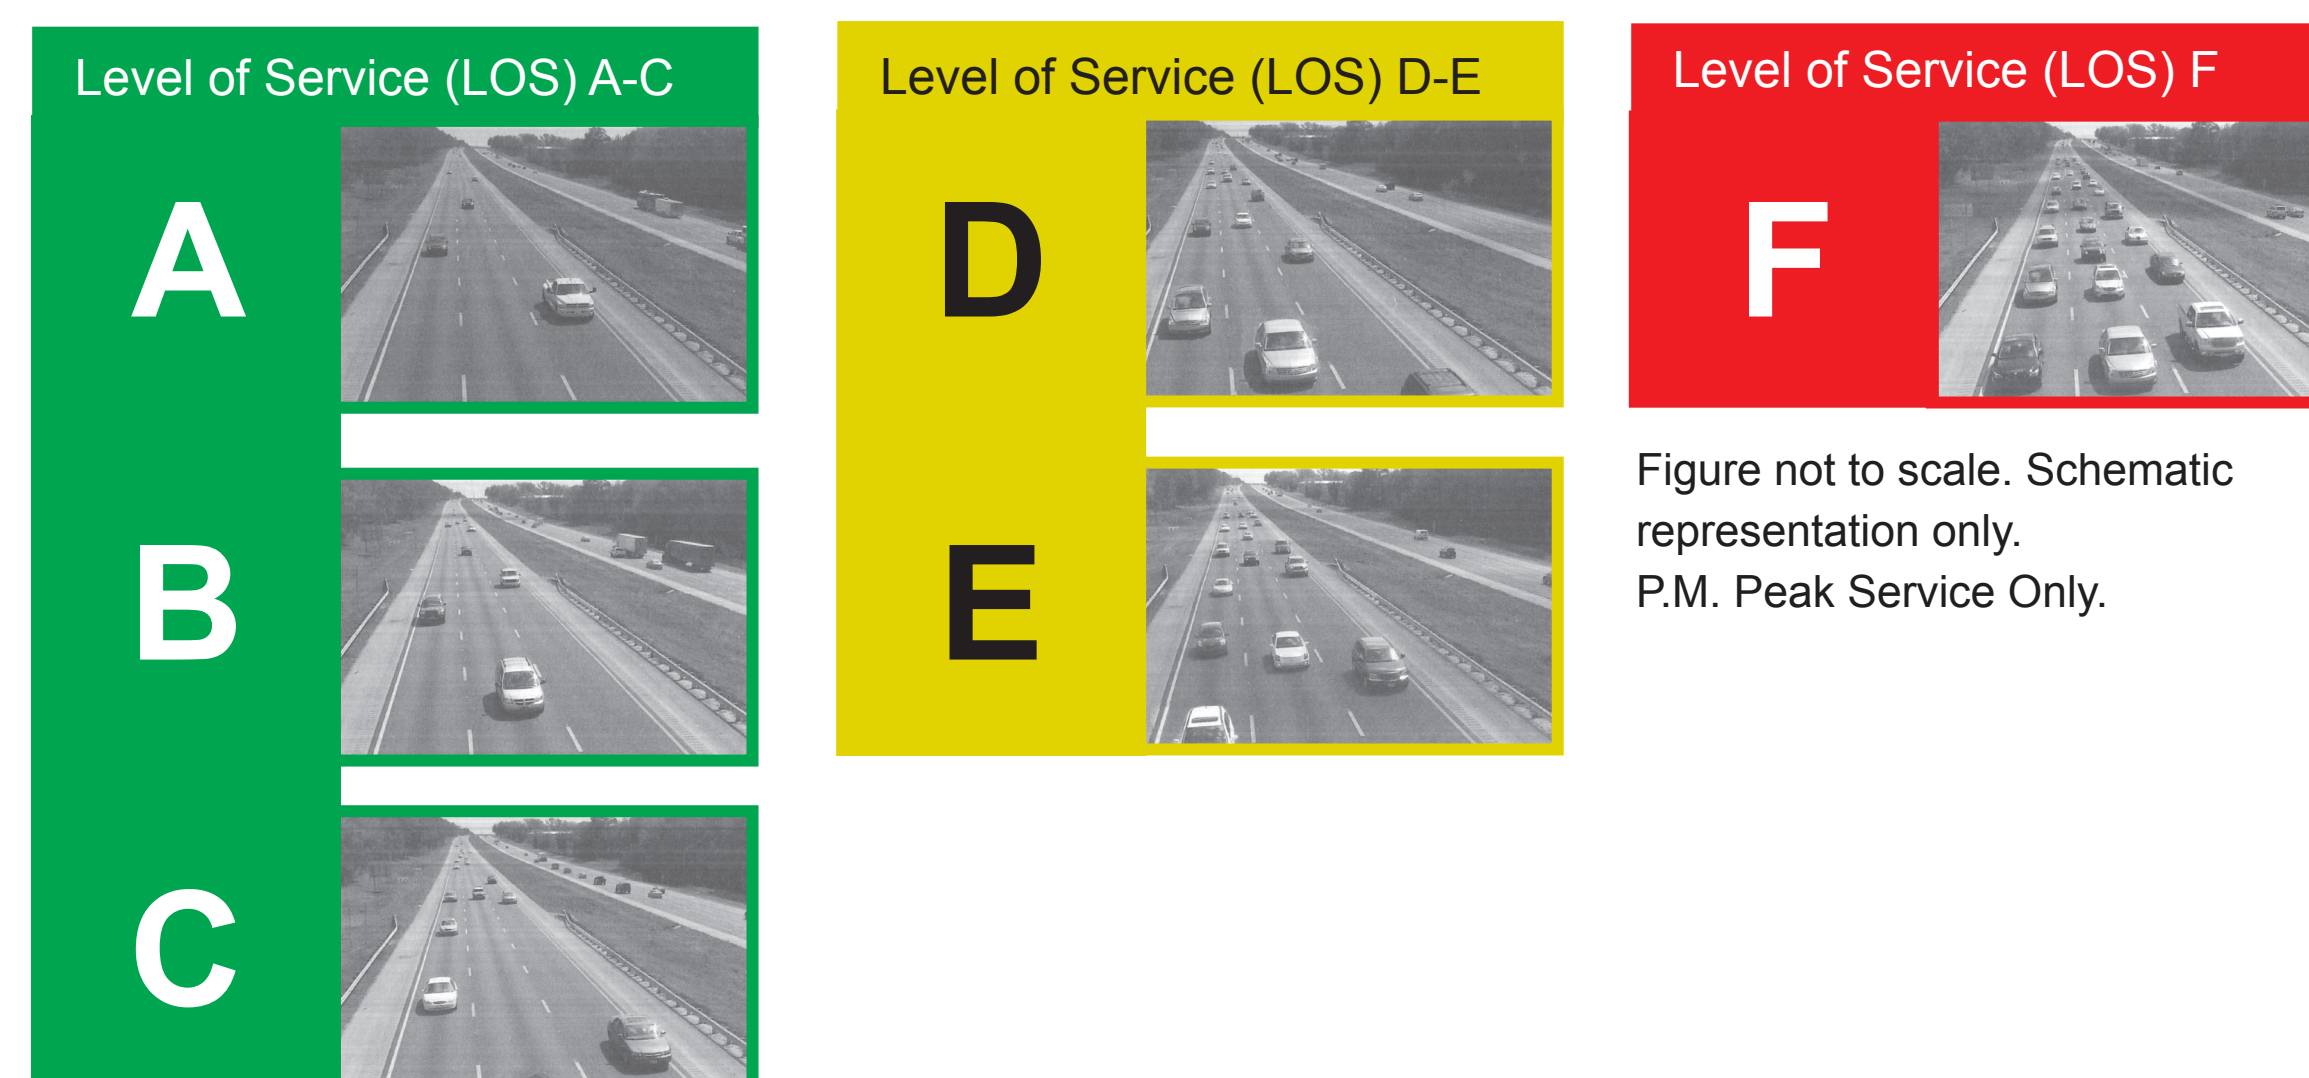 Level of Service (LOS) A-C
A
B
C
Level of Service (LOS) D-E
D
E
Level of Service (LOS) F
F
Figure not to scale. Schematic
representation only.
P.M. Peak Service Only.